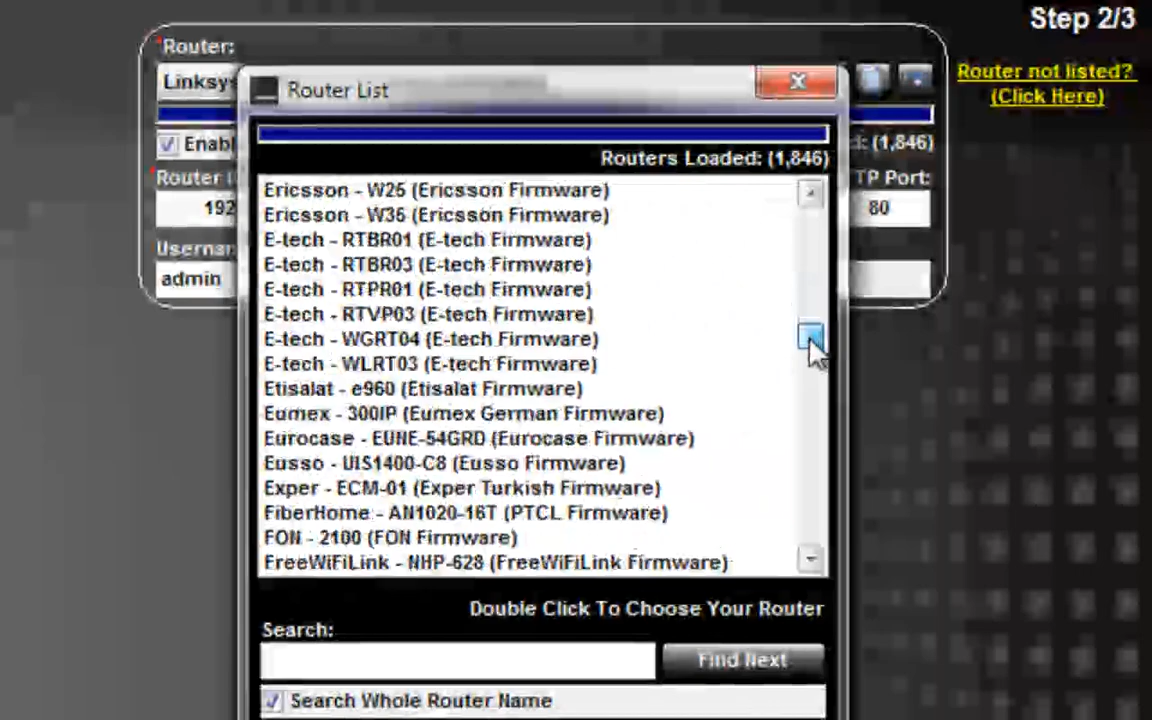 Step 2/3
*Router:
Router not listed?
(Click Here)
Linksys
Router List
Enabl
d: (1,846)
Routers Loaded: (1,846)
*Router I
TP Port:
192
80
Usernam
admin
Ericsson - W25 (Ericsson Firmware)
Ericsson - W35 (Ericsson Firmware)
E-tech - RTBR01 (E-tech Firmware)
E-tech - RTBR03 (E-tech Firmware)
E-tech - RTPR01 (E-tech Firmware)
E-tech - RTVP03 (E-tech Firmware)
E-tech - WGRT04 (E-tech Firmware)
E-tech - WLRT03 (E-tech Firmware)
Etisalat - e960 (Etisalat Firmware)
Eumex - 300IP (Eumex German Firmware)
Eurocase - EUNE-54GRD (Eurocase Firmware)
Eusso - UIS1400-C8 (Eusso Firmware)
Exper - ECM-01 (Exper Turkish Firmware)
FiberHome - AN1020-16T (PTCL Firmware)
FON - 2100 (FON Firmware)
FreeWiFiLink - NHP-628 (FreeWiFiLink Firmware)
Double Click To Choose Your Router
Search:
Find Next
Search Whole Router Name